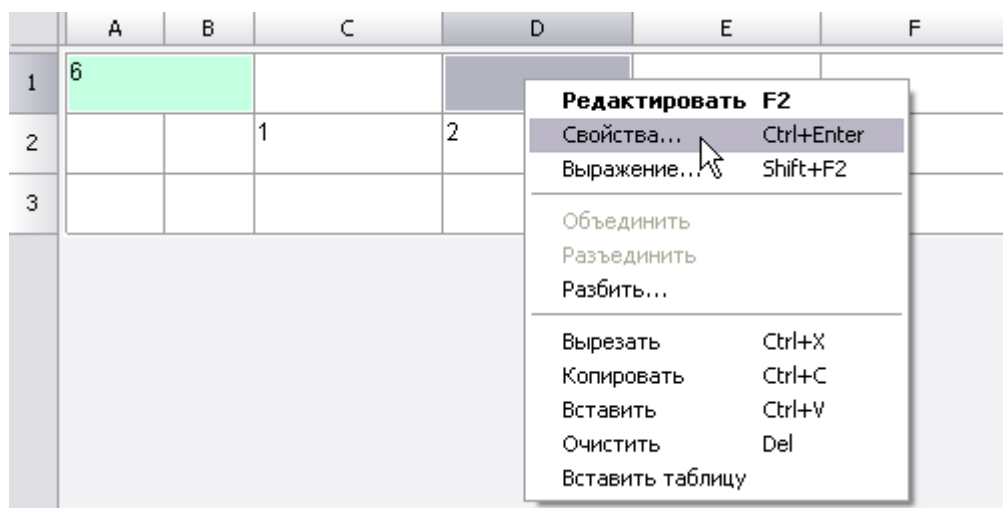 A B C D E F
1 6
Редактировать F2
Свойства... Ctrl+Enter
2 1 2
Выражение... Shift+F2
3
Объединить
Разъединить
Разбить...
Вырезать Ctrl+X
Копировать Ctrl+C
Вставить Ctrl+V
Очистить Del
Вставить таблицу